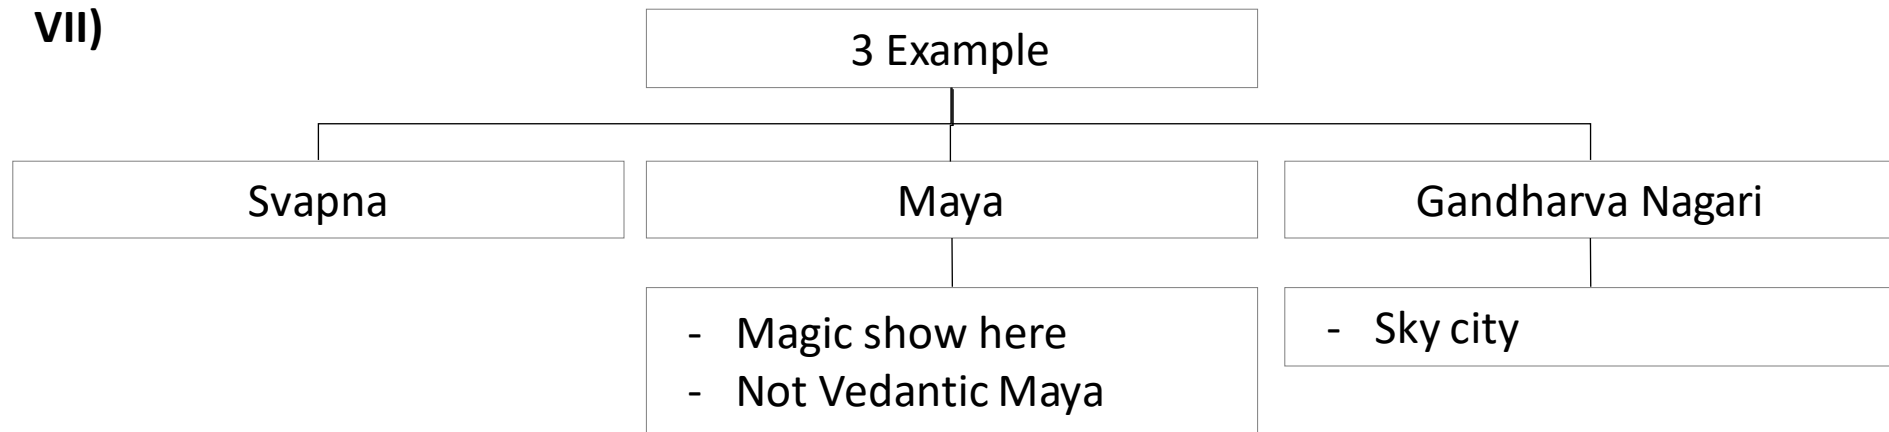 VII)
3 Example
Svapna
Maya
Gandharva Nagari
- Magic show here
- Not Vedantic Maya
- Sky city